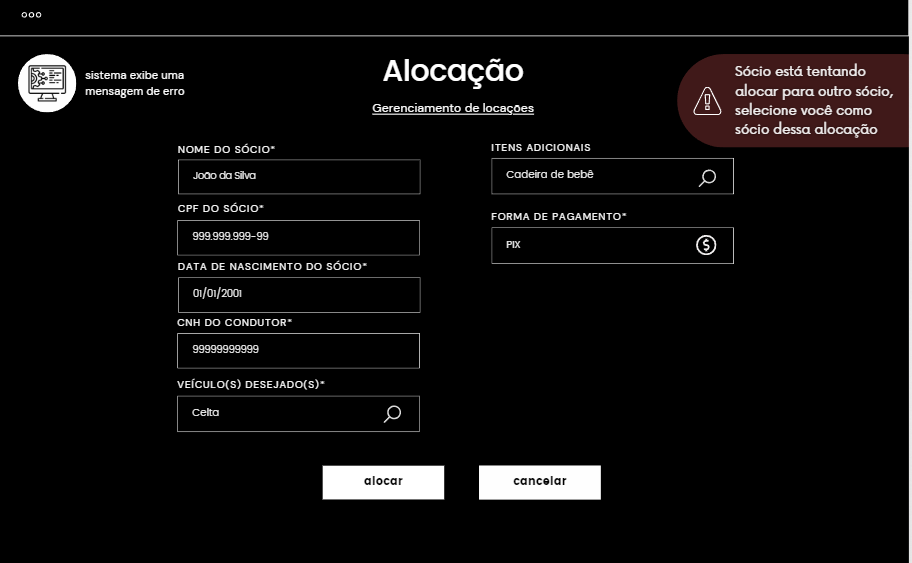 sistema exibe uma
mensagem de erro
Alocação
Gerenciamento de locações
Sócio está tentando
alocar para outro sócio,
selecione você como
sócio dessa alocação
NOME DO SÓCIO*
João da Silva
CPF DO SÓCIO*
999.999.999-99
DATA DE NASCIMENTO DO SÓCIO*
01/01/2001
CNH DO CONDUTOR*
99999999999
VEÍCULO(S) DESEJADO(S)*
Celta
ITENS ADICIONAIS
Cadeira de bebê
FORMA DE PAGAMENTO*
PIX
alocar
cancelar